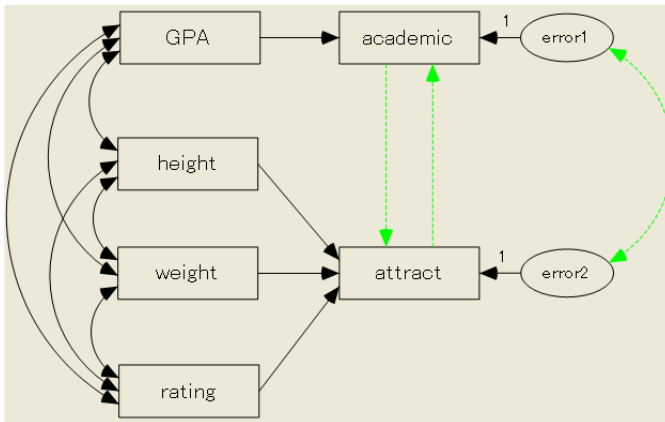 GPA
academic
1
error1
height
weight
attract
1
error2
rating